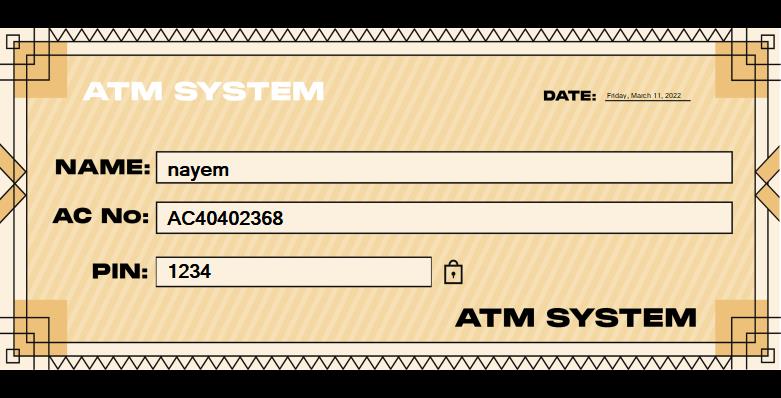 ATM SYSTEM
DATE: Friday, March 11, 2022
NAME: nayem
AC No: AC40402368
PIN: 1234
ATM SYSTEM